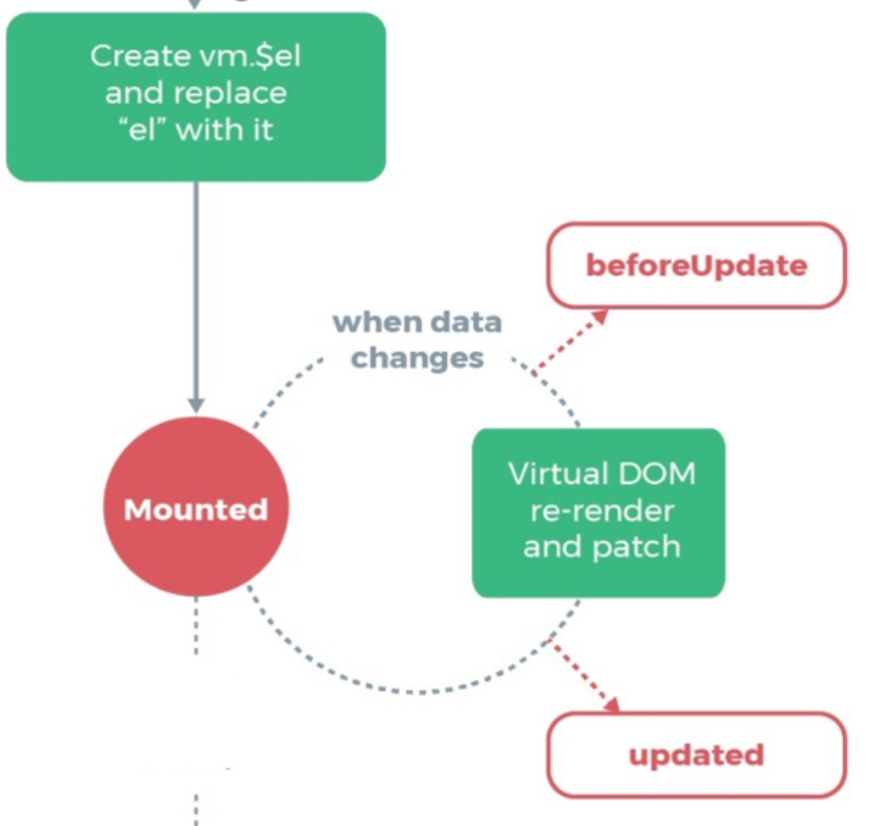 Create vm.$el
and replace
“el” with it
beforeUpdate
when data
changes
Mounted
Virtual DOM
re-render
and patch
updated